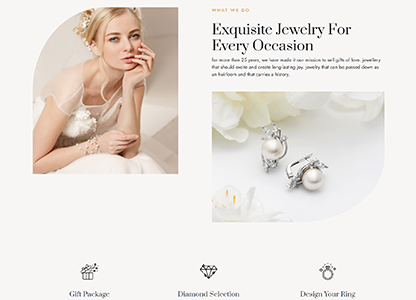 WHAT WE DO
Exquisite Jewelry For
Every Occasion
For more than 25 years, we have made it our mission to sell gifts of love. jewellery
that should excite and create long lasting joy. jewelry that can be passed down as
an heirloom and that carries a history.
Gift Package
Diamond Selection
Design Your Ring